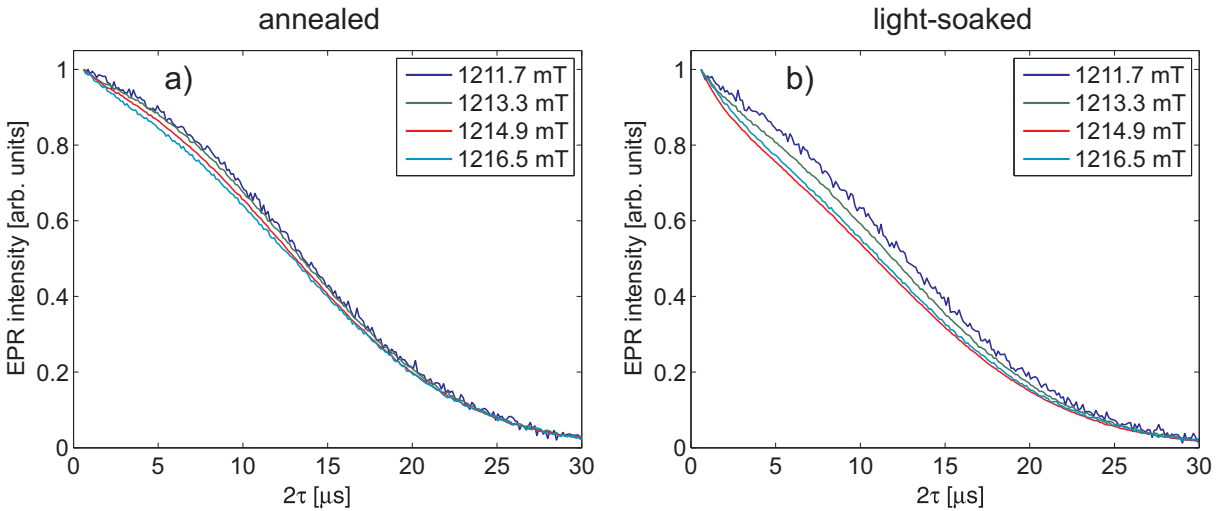 annealed
a)
1211.7 mT
1213.3 mT
1214.9 mT
1216.5 mT
EPR intensity [arb. units]
1
0.8
0.6
0.4
0.2
0
0 5 10 15 20 25 30
2τ [μs]
light-soaked
b)
1211.7 mT
1213.3 mT
1214.9 mT
1216.5 mT
EPR intensity [arb. units]
1
0.8
0.6
0.4
0.2
0
0 5 10 15 20 25 30
2τ [μs]